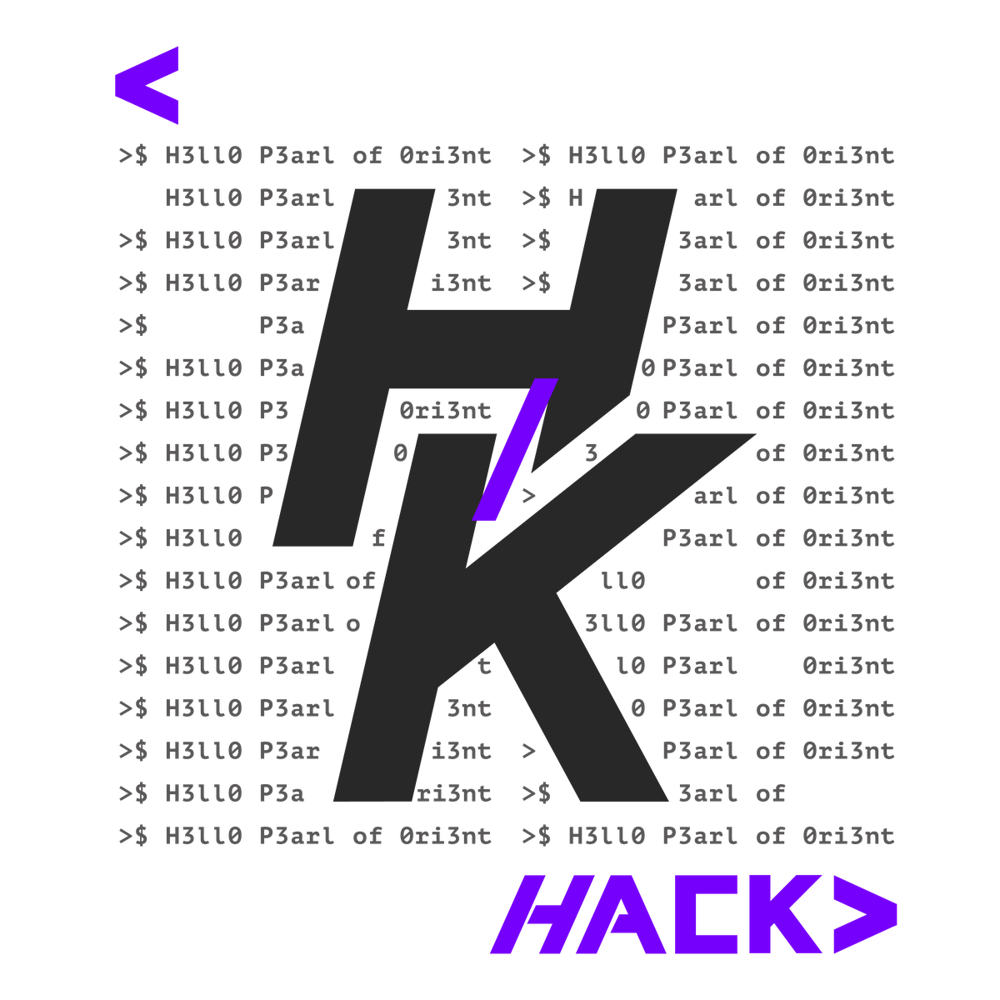 <
>$ H3ll0 P3arl of 0ri3nt >$ H3ll0 P3arl of 0ri3nt
H3ll0 P3arl 3nt >$ H arl of 0ri3nt
>$ H3ll0 P3arl 3nt >$ 3arl of 0ri3nt
>$ H3ll0 P3ar i3nt >$ 3arl of 0ri3nt
>$ P3a P3arl of 0ri3nt
>$ H3ll0 P3a 0 P3arl of 0ri3nt
>$ H3ll0 P3 0ri3nt 0 P3arl of 0ri3nt
>$ H3ll0 P3 0 3 of 0ri3nt
>$ H3ll0 P > arl of 0ri3nt
>$ H3ll0 f P3arl of 0ri3nt
>$ H3ll0 P3arl of ll0 of 0ri3nt
>$ H3ll0 P3arl o 3ll0 P3arl of 0ri3nt
>$ H3ll0 P3arl t l0 P3arl 0ri3nt
>$ H3ll0 P3arl 3nt 0 P3arl of 0ri3nt
>$ H3ll0 P3ar i3nt > P3arl of 0ri3nt
>$ H3ll0 P3a ri3nt >$ 3arl of
>$ H3ll0 P3arl of 0ri3nt >$ H3ll0 P3arl of 0ri3nt
H/K
HACK>